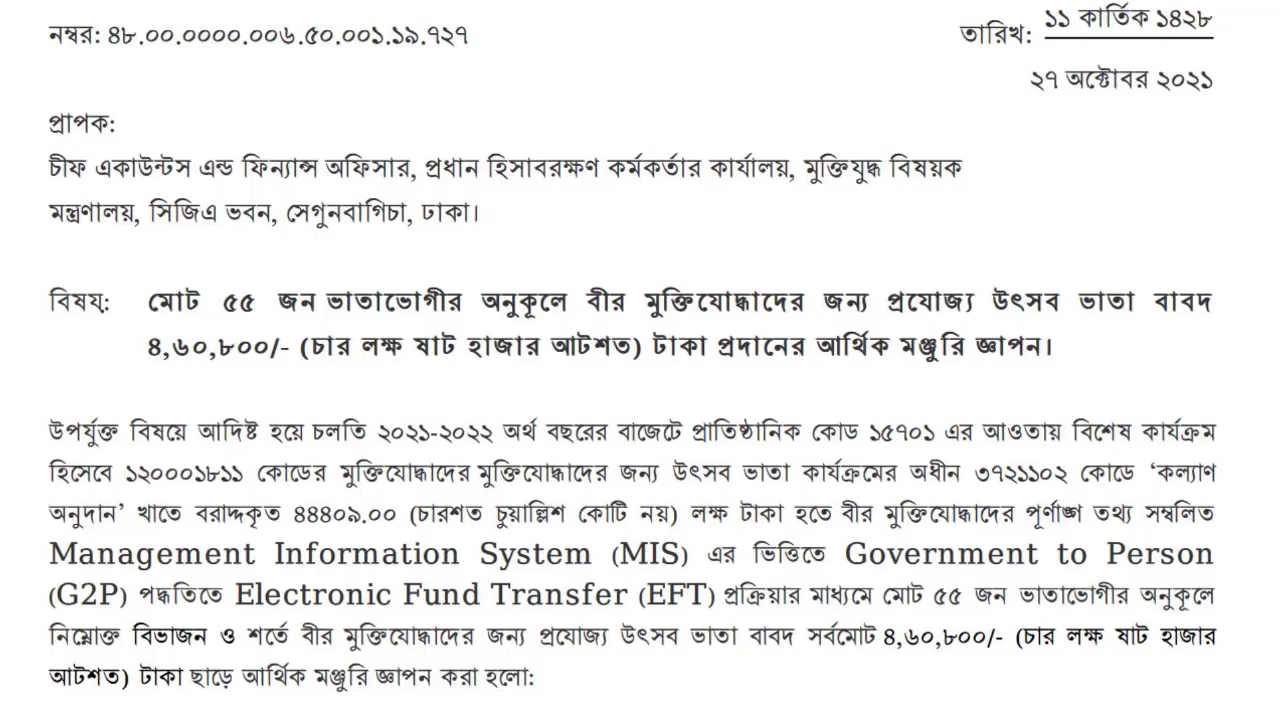 নম্বর: ৪৮.০০.০০০০.০০৬.৫০.০০১.১৯.৭২৭
তারিখ: ১১ কার্তিক ১৪২৮
২৭ অক্টোবর ২০২১
প্রাপক:
চীফ একাউন্টস এন্ড ফিন্যান্স অফিসার, প্রধান হিসাবরক্ষণ কর্মকর্তার কার্যালয়, মুক্তিযুদ্ধ বিষয়ক
মন্ত্রণালয়, সিজিএ ভবন, সেগুনবাগিচা, ঢাকা।
বিষয়: মোট ৫৫ জন ভাতাভোগীর অনুকূলে বীর মুক্তিযোদ্ধাদের জন্য প্রযোজ্য উৎসব ভাতা বাবদ
৪,৬০,৮০০/- (চার লক্ষ ষাট হাজার আটশত) টাকা প্রদানের আর্থিক মঞ্জুরি জ্ঞাপন।
উপর্যুক্ত বিষয়ে আদিষ্ট হয়ে চলতি ২০২১-২০২২ অর্থ বছরের বাজেটে প্রাতিষ্ঠানিক কোড ১৫৭০১ এর আওতায় বিশেষ কার্যক্রম
হিসেবে ১২০০০১৮১১ কোডের মুক্তিযোদ্ধাদের মুক্তিযোদ্ধাদের জন্য উৎসব ভাতা কার্যক্রমের অধীন ৩৭২১১০২ কোডে ‘কল্যাণ
অনুদান’ খাতে বরাদ্দকৃত ৪৪৪০৯.০০ (চারশত চুয়াল্লিশ কোটি নয়) লক্ষ টাকা হতে বীর মুক্তিযোদ্ধাদের পূর্ণাঙ্গ তথ্য সম্বলিত
Management Information System (MIS) এর ভিত্তিতে Government to Person
(G2P) পদ্ধতিতে Electronic Fund Transfer (EFT) প্রক্রিয়ার মাধ্যমে মোট ৫৫ জন ভাতাভোগীর অনুকূলে
নিম্নোক্ত বিভাজন ও শর্তে বীর মুক্তিযোদ্ধাদের জন্য প্রযোজ্য উৎসব ভাতা বাবদ সর্বমোট ৪,৬০,৮০০/- (চার লক্ষ ষাট হাজার
আটশত) টাকা ছাড়ে আর্থিক মঞ্জুরি জ্ঞাপন করা হলো: